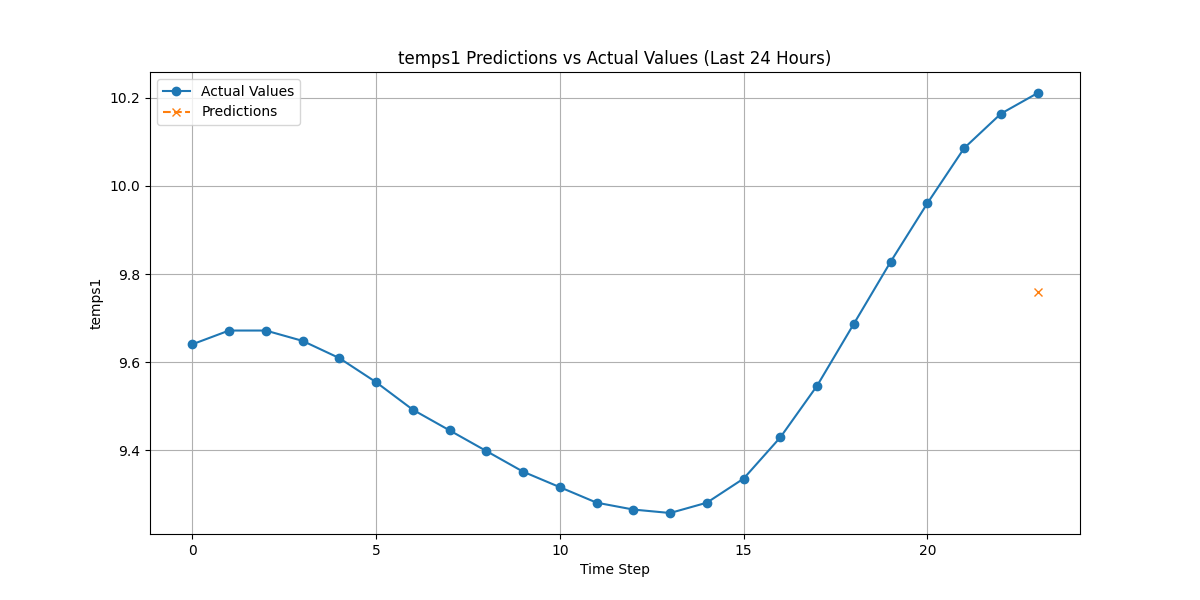 temps1 Predictions vs Actual Values (Last 24 Hours)
Actual Values
Predictions
10.2
10.0
9.8
9.6
9.4
temps1
0
5
10
15
20
Time Step